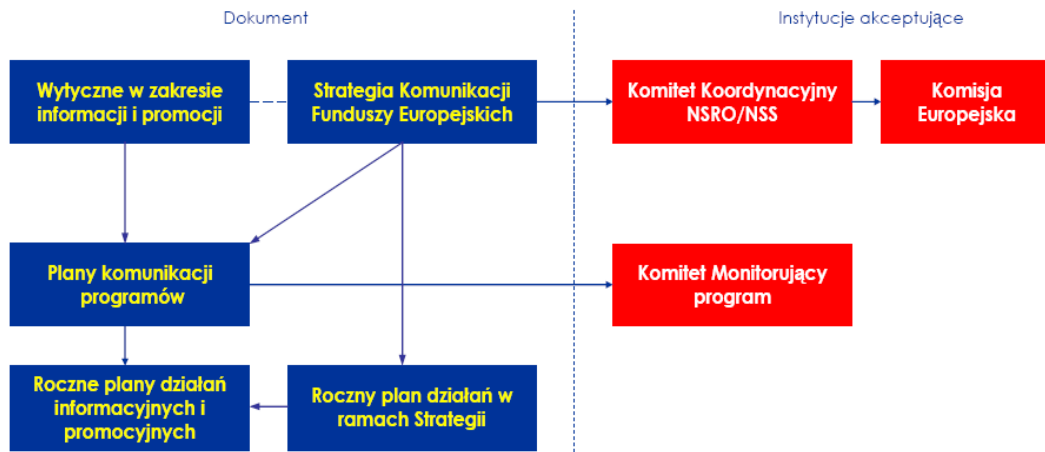 Dokument
Instytucje akceptujące
Wytyczne w zakresie
informacji i promocji
Strategia Komunikacji
Funduszy Europejskich
Komitet Koordynacyjny
NSRO/NSS
Komisja
Europejska
Plany komunikacji
programów
Komitet Monitorujący
program
Roczne plany działań
informacyjnych i
promocyjnych
Roczny plan działań w
ramach Strategii